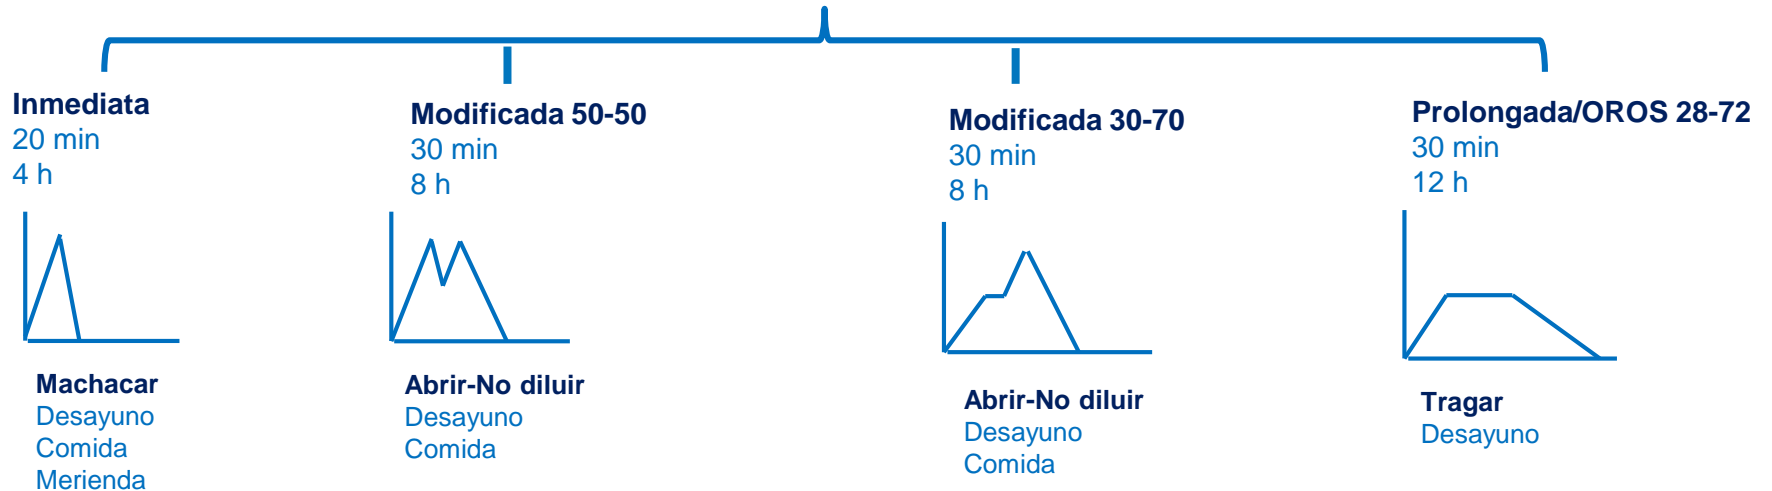 Inmediata
20 min
4 h
Machacar
Desayuno
Comida
Merienda
Modificada 50-50
30 min
8 h
Abrir-No diluir
Desayuno
Comida
Modificada 30-70
30 min
8 h
Abrir-No diluir
Desayuno
Comida
Prolongada/OROS 28-72
30 min
12 h
Tragar
Desayuno